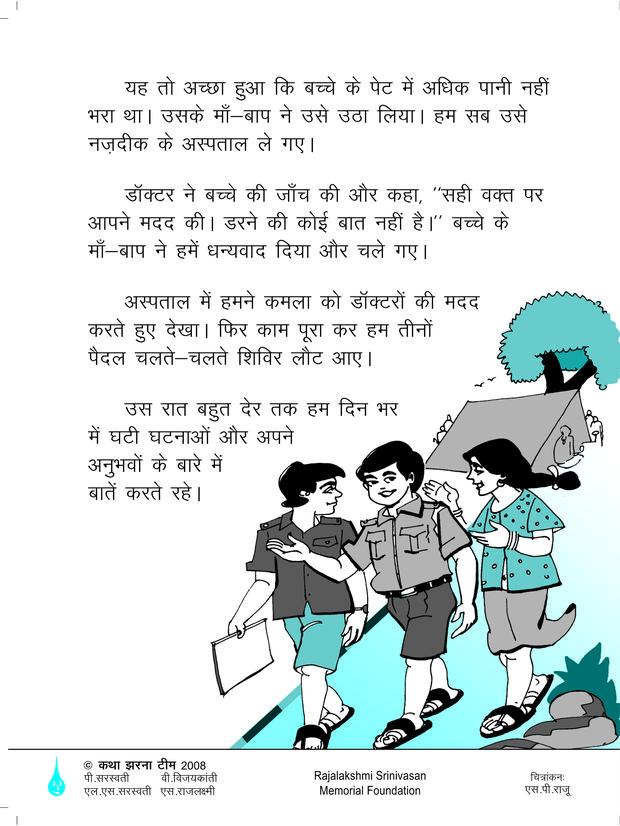 यह तो अच्छा हुआ कि बच्चे के पेट में अधिक पानी नहीं
भरा था। उसके माँ–बाप ने उसे उठा लिया। हम सब उसे
नज़दीक के अस्पताल ले गए।
डॉक्टर ने बच्चे की जाँच की और कहा, ''सही वक्त पर
आपने मदद की। डरने की कोई बात नहीं है।'' बच्चे के
माँ–बाप ने हमें धन्यवाद दिया और चले गए।
अस्पताल में हमने कमला को डॉक्टरों की मदद
करते हुए देखा। फिर काम पूरा कर हम तीनों
पैदल चलते–चलते शिविर लौट आए।
उस रात बहुत देर तक हम दिन भर
में घटी घटनाओं और अपने
अनुभवों के बारे में
बातें करते रहे।
© कथा झरना टीम 2008
पी.सरस्वती वी.विजयकांती
एल.एस.सरस्वती एस.राजलक्ष्मी
Rajalakshmi Srinivasan
Memorial Foundation
चित्रांकनः
एस.पी.राजू